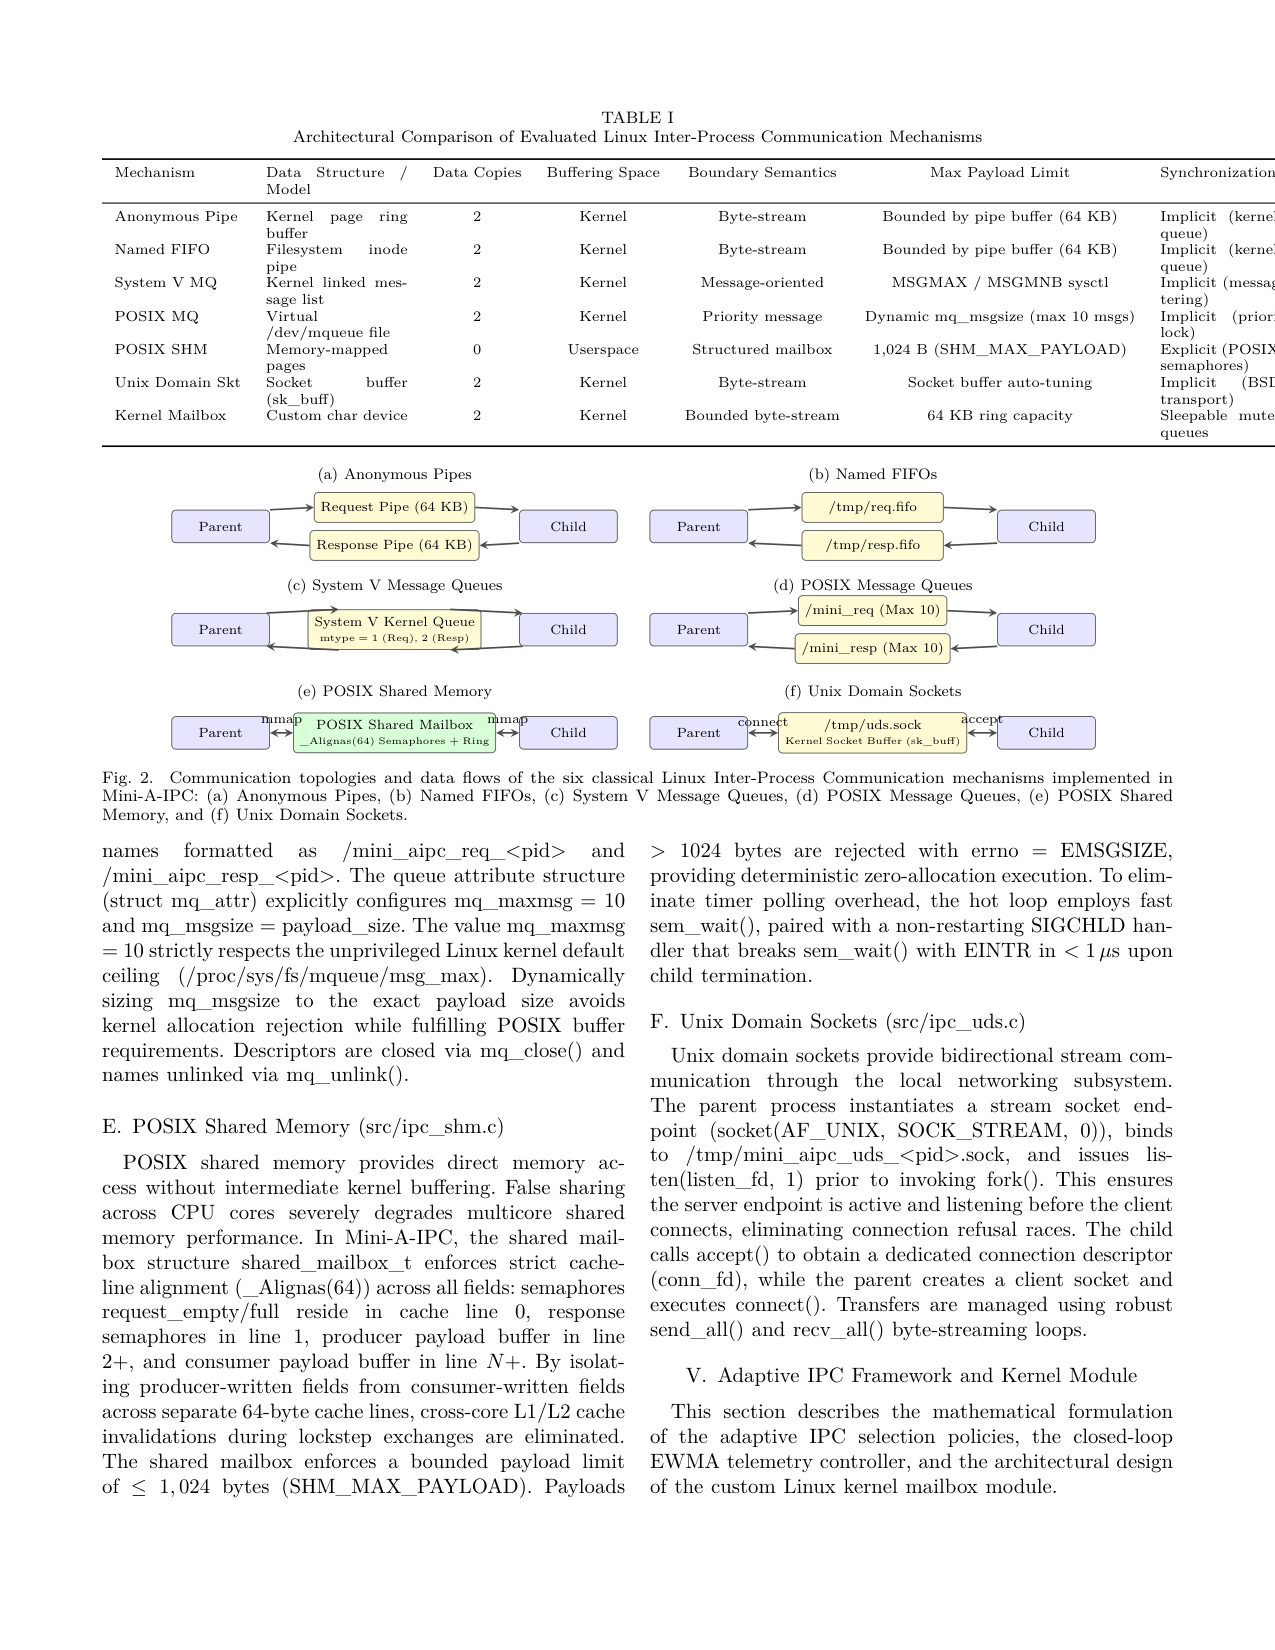 TABLE I
Architectural Comparison of Evaluated Linux Inter-Process Communication Mechanisms
Mechanism Data Structure / Model Data Copies Buffering Space Boundary Semantics Max Payload Limit Synchronization
Anonymous Pipe Kernel page ring buffer 2 Kernel Byte-stream Bounded by pipe buffer (64 KB) Implicit (kernel queue)
Named FIFO Filesystem inode pipe 2 Kernel Byte-stream Bounded by pipe buffer (64 KB) Implicit (kernel queue)
System V MQ Kernel linked mes-sage list 2 Kernel Message-oriented MSGMAX / MSGMNB sysctl Implicit tering)
POSIX MQ Virtual /dev/mqueue file 2 Kernel Priority message Dynamic mq_msgsize (max 10 msgs) Implicit lock)
POSIX SHM Memory-mapped pages 0 Userspace Structured mailbox 1,024 B (SHM_MAX_PAYLOAD) Explicit (POSIX semaphores)
Unix Domain Skt Socket buffer (sk_buff) 2 Kernel Byte-stream Socket buffer auto-tuning Implicit (BSD transport)
Kernel Mailbox Custom char device 2 Kernel Bounded byte-stream 64 KB ring capacity Sleepable queues
(a) Anonymous Pipes
Parent
Request Pipe (64 KB)
Response Pipe (64 KB)
Child
(b) Named FIFOs
Parent
/tmp/req.fifo
/tmp/resp.fifo
Child
(c) System V Message Queues
Parent
System V Kernel Queue
mtype = 1 (Req), 2 (Resp)
Child
(d) POSIX Message Queues
Parent
/mini_req (Max 10)
/mini_resp (Max 10)
Child
(e) POSIX Shared Memory
Parent
mmap
POSIX Shared Mailbox
_Alignas(64) Semaphores + Ring
mmap
Child
(f) Unix Domain Sockets
Parent
connect
/tmp/uds.sock
Kernel Socket Buffer (sk_buff)
accept
Child
Fig. 2. Communication topologies and data flows of the six classical Linux Inter-Process Communication mechanisms implemented in
Mini-A-IPC: (a) Anonymous Pipes, (b) Named FIFOs, (c) System V Message Queues, (d) POSIX Message Queues, (e) POSIX Shared
Memory, and (f) Unix Domain Sockets.
names formatted as /mini_aipc_req_<pid> and
/mini_aipc_resp_<pid>. The queue attribute structure
(struct mq_attr) explicitly configures mq_maxmsg = 10
and mq_msgsize = payload_size. The value mq_maxmsg
= 10 strictly respects the unprivileged Linux kernel default
ceiling (/proc/sys/fs/mqueue/msg_max). Dynamically
sizing mq_msgsize to the exact payload size avoids
kernel allocation rejection while fulfilling POSIX buffer
requirements. Descriptors are closed via mq_close() and
names unlinked via mq_unlink().
E. POSIX Shared Memory (src/ipc_shm.c)
POSIX shared memory provides direct memory ac-
cess without intermediate kernel buffering. False sharing
across CPU cores severely degrades multicore shared
memory performance. In Mini-A-IPC, the shared mail-
box structure shared_mailbox_t enforces strict cache-
line alignment (_Alignas(64)) across all fields: semaphores
request_empty/full reside in cache line 0, response
semaphores in line 1, producer payload buffer in line
2+, and consumer payload buffer in line N+. By isolat-
ing producer-written fields from consumer-written fields
across separate 64-byte cache lines, cross-core L1/L2 cache
invalidations during lockstep exchanges are eliminated.
The shared mailbox enforces a bounded payload limit
of ≤ 1,024 bytes (SHM_MAX_PAYLOAD). Payloads
> 1024 bytes are rejected with errno = EMSGSIZE,
providing deterministic zero-allocation execution. To elim-
inate timer polling overhead, the hot loop employs fast
sem_wait(), paired with a non-restarting SIGCHLD han-
dler that breaks sem_wait() with EINTR in < 1 μs upon
child termination.
F. Unix Domain Sockets (src/ipc_uds.c)
Unix domain sockets provide bidirectional stream com-
munication through the local networking subsystem.
The parent process instantiates a stream socket end-
point (socket(AF_UNIX, SOCK_STREAM, 0)), binds
to /tmp/mini_aipc_uds_<pid>.sock, and issues lis-
ten(listen_fd, 1) prior to invoking fork(). This ensures
the server endpoint is active and listening before the client
connects, eliminating connection refusal races. The child
calls accept() to obtain a dedicated connection descriptor
(conn_fd), while the parent creates a client socket and
executes connect(). Transfers are managed using robust
send_all() and recv_all() byte-streaming loops.
V. Adaptive IPC Framework and Kernel Module
This section describes the mathematical formulation
of the adaptive IPC selection policies, the closed-loop
EWMA telemetry controller, and the architectural design
of the custom Linux kernel mailbox module.